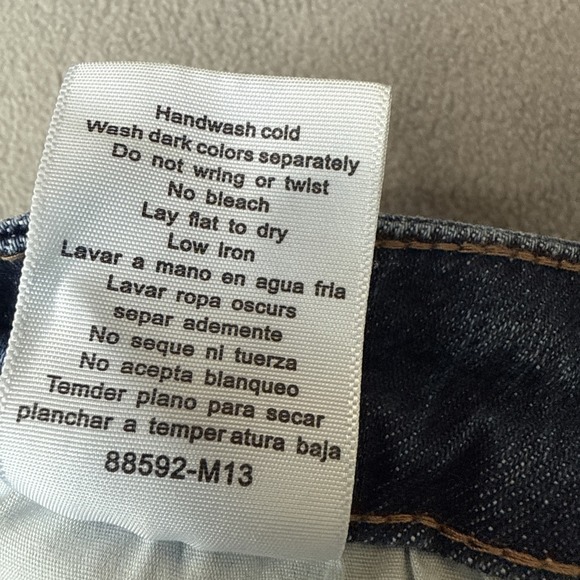 Handwash cold
Wash dark colors separately
Do not wring or twist
No bleach
Lay flat to dry
Low Iron
Lavar a mano en agua fria
Lavar ropa oscurs
separ ademente
No seque ni tuerza
No acepta blanqueo
Temder plano para secar
planchar a temper atura baja
88592-M13